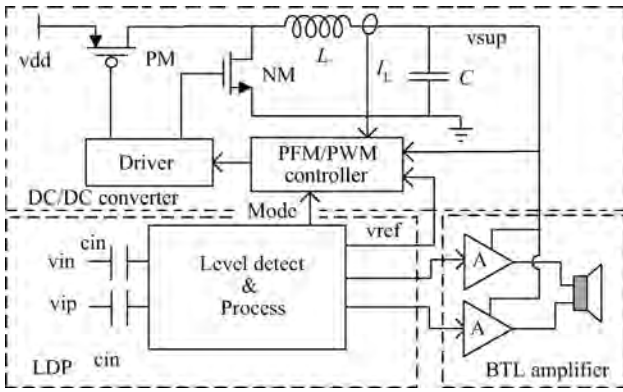 vdd
PM
NM
L
I_L
vsup
C
Driver
PFM/PWM
controller
DC/DC converter
Mode
vref
cin
vin
vip
cin
Level detect
&
Process
LDP
A
A
BTL amplifier